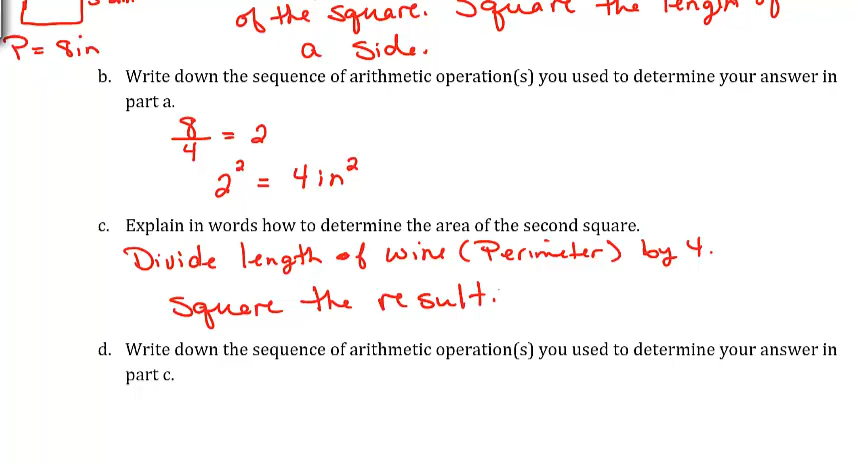 of the square. Square the length of
P = 8in
a side.
b. Write down the sequence of arithmetic operation(s) you used to determine your answer in
part a.
8/4 = 2
2² = 4in²
c. Explain in words how to determine the area of the second square.
Divide length of wire (Perimeter) by 4.
Square the result.
d. Write down the sequence of arithmetic operation(s) you used to determine your answer in
part c.